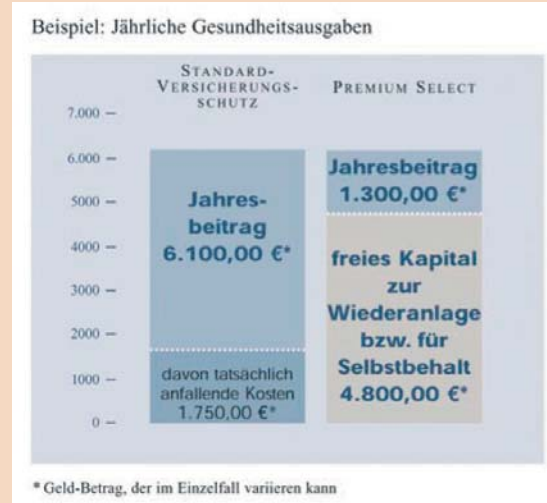 Beispiel: Jährliche Gesundheitsausgaben
STANDARD-
VERSICHERUNGS-
SCHUTZ
PREMIUM SELECT
7.000 –
6.000 –
5000 –
4000 –
3000 –
2000 –
1000 –
0 –
Jahres-
beitrag
6.100,00 €*
davon tatsächlich
anfallende Kosten
1.750,00 €*
Jahresbeitrag
1.300,00 €*
freies Kapital
zur
Wiederanlage
bzw. für
Selbstbehalt
4.800,00 €*
* Geld-Betrag, der im Einzelfall variieren kann